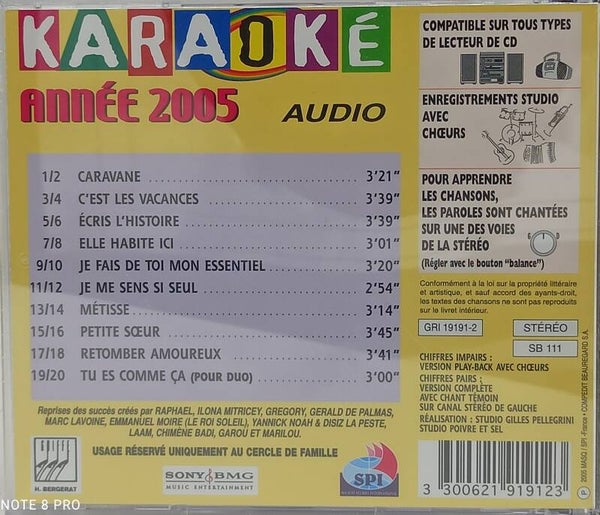 KARAOKÉ
ANNÉE 2005
AUDIO
1/2 CARAVANE 3'21"
3/4 C'EST LES VACANCES 3'39"
5/6 ÉCRIS L'HISTOIRE 3'39"
7/8 ELLE HABITE ICI 3'01"
9/10 JE FAIS DE TOI MON ESSENTIEL 3'20"
11/12 JE ME SENS SI SEUL 2'54"
13/14 MÉTISSE 3'14"
15/16 PETITE SŒUR 3'45"
17/18 RETOMBER AMOUREUX 3'41"
19/20 TU ES COMME ÇA (POUR DUO) 3'00"
Reprises des succès créés par RAPHAEL, ILONA MITRICEY, GREGORY, GERALD DE PALMAS,
MARC LAVOINE, EMMANUEL MOIRE (LE ROI SOLEIL), YANNICK NOAH & DISIZ LA PESTE,
LAAM, CHIMÈNE BADI, GAROU ET MARILOU.
USAGE RÉSERVÉ UNIQUEMENT AU CERCLE DE FAMILLE
GRIFFE
H. BERGERAT
SONY BMG
MUSIC ENTERTAINMENT
SPI
COMPATIBLE SUR TOUS TYPES
DE LECTEUR DE CD
ENREGISTREMENTS STUDIO
AVEC
CHŒURS
POUR APPRENDRE
LES CHANSONS,
LES PAROLES SONT CHANTÉES
SUR UNE DES VOIES
DE LA STÉRÉO
(Régler avec le bouton "balance")
Conformément à la loi sur la propriété littéraire
et artistique, et sauf accord des ayants-droit,
les textes des chansons ne sont pas reproduits
sur le livret intérieur.
GRI 19191-2
STÉRÉO
SB 111
CHIFFRES IMPAIRS :
VERSION PLAY-BACK AVEC CHŒURS
CHIFFRES PAIRS :
VERSION COMPLÈTE
AVEC CHANT TÉMOIN
SUR CANAL STÉRÉO DE GAUCHE
RÉALISATION : STUDIO GILLES PELLEGRINI
STUDIO POIVRE ET SEL
3 300621 919123
℗ 2005 MASQ / SPI -France • COMPEDIT BEAUREGARD S.A.
NOTE 8 PRO